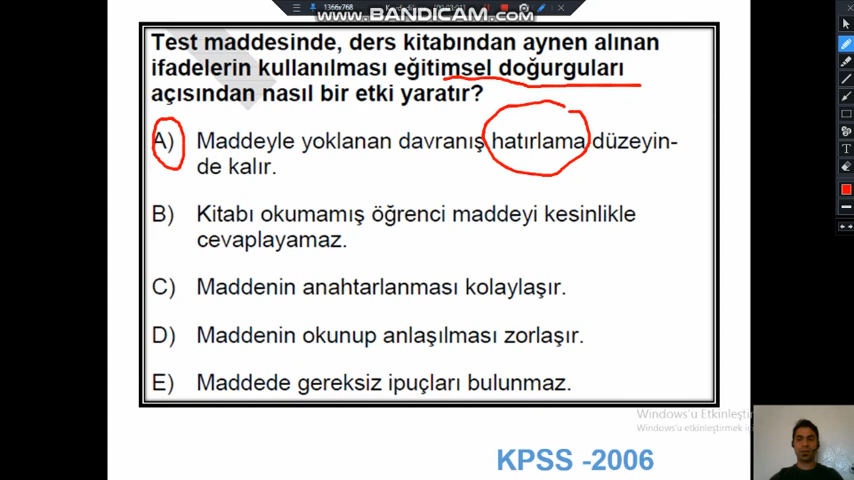 1366x768
www.BANDICAM.com
Test maddesinde, ders kitabından aynen alınan
ifadelerin kullanılması eğitimsel doğurguları
açısından nasıl bir etki yaratır?
A) Maddeyle yoklanan davranış hatırlama düzeyin-
de kalır.
B) Kitabı okumamış öğrenci maddeyi kesinlikle
cevaplayamaz.
C) Maddenin anahtarlanması kolaylaşır.
D) Maddenin okunup anlaşılması zorlaşır.
E) Maddede gereksiz ipuçları bulunmaz.
Windows'u Etkinleştir
Windows'u etkinleştirmek
KPSS -2006